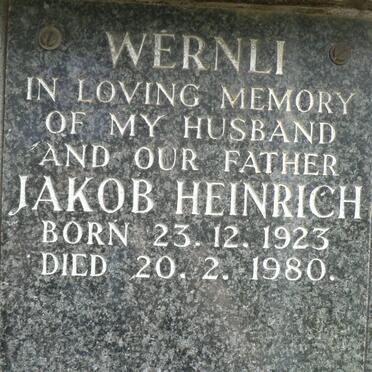 WERNLI
IN LOVING MEMORY
OF MY HUSBAND
AND OUR FATHER
JAKOB HEINRICH
BORN 23. 12. 1923
DIED 20. 2. 1980.